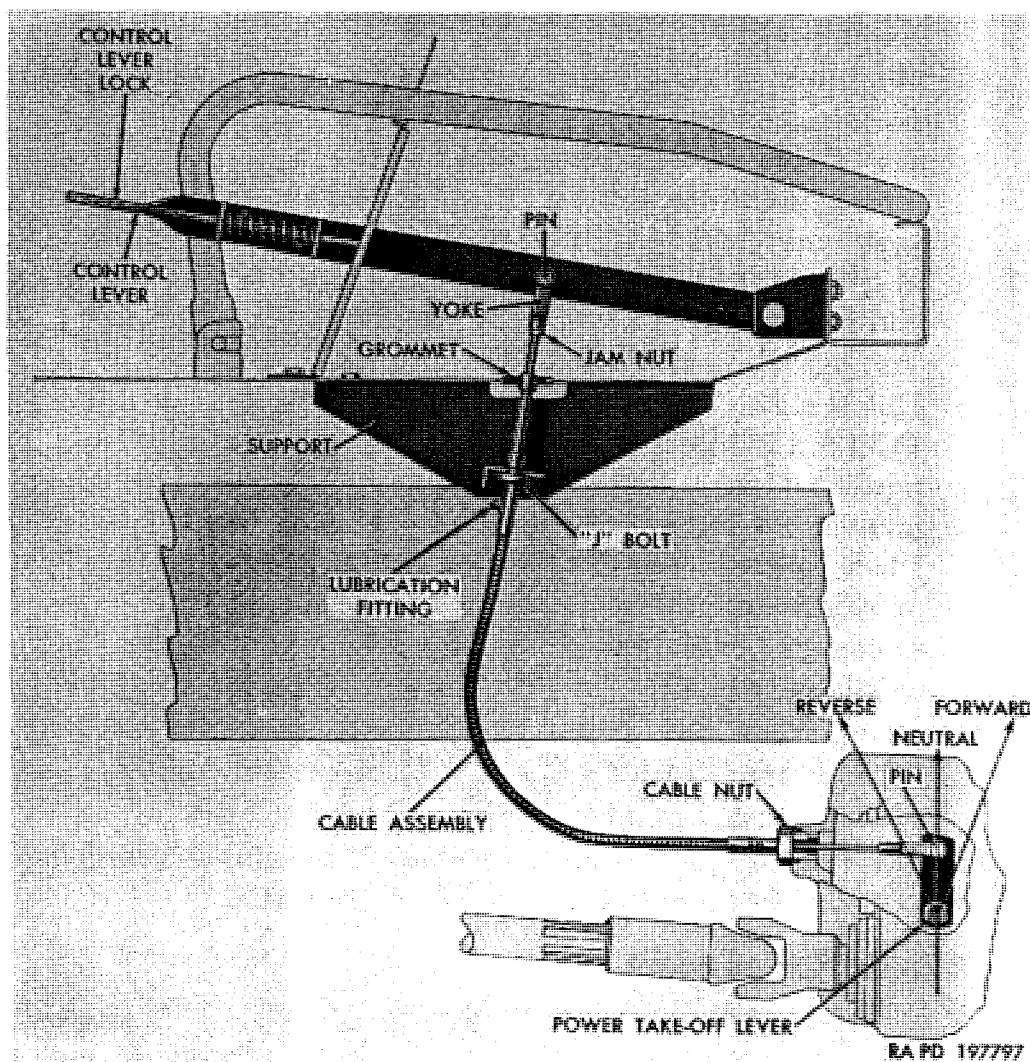 CONTROL
LEVER
LOCK
CONTROL
LEVER
PIN
YOKE
GROMMET
JAM NUT
SUPPORT
"J" BOLT
LUBRICATION
FITTING
REVERSE
FORWARD
NEUTRAL
PIN
CABLE NUT
CABLE ASSEMBLY
POWER TAKE-OFF LEVER
RA PD 197797